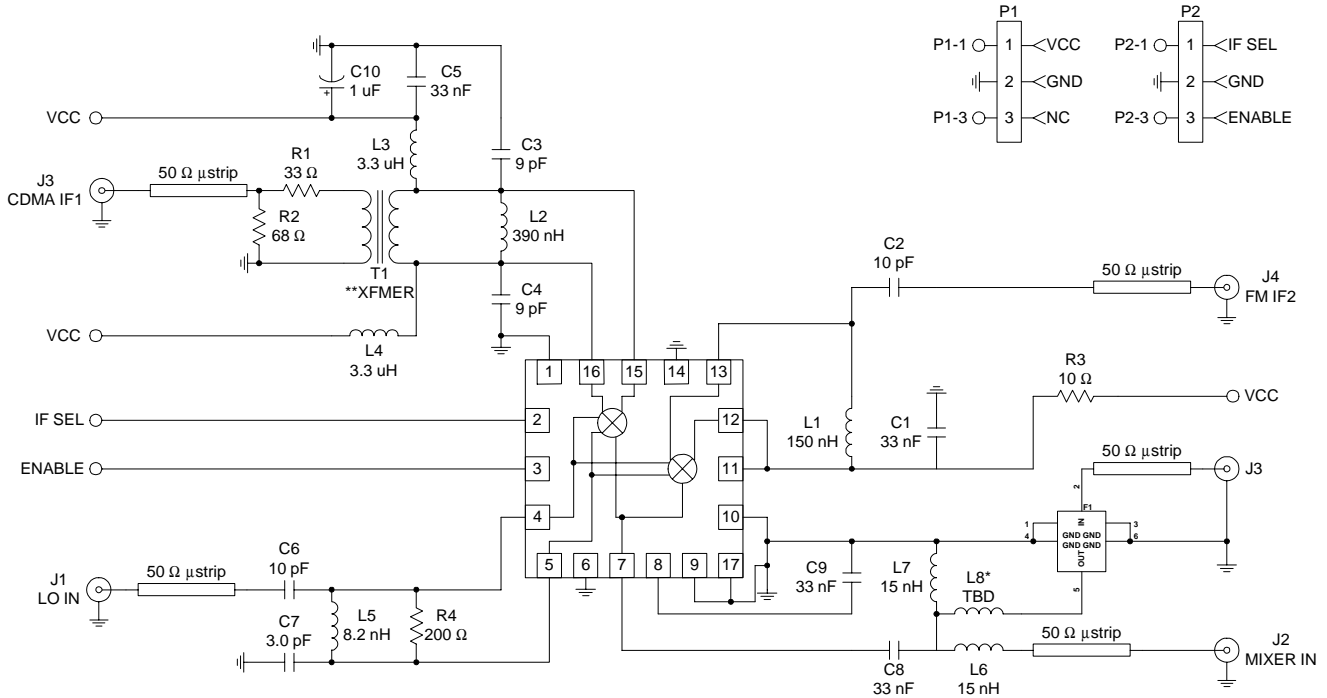 P1
P2
P1-1 1 VCC
P2-1 1 IF SEL
2 GND
2 GND
P1-3 3 NC
P2-3 3 ENABLE
C10
1 uF
C5
33 nF
VCC
L3
3.3 uH
C3
9 pF
J3
CDMA IF1
50 Ω µstrip
R1
33 Ω
R2
68 Ω
L2
390 nH
T1
**XFMER
C4
9 pF
C2
10 pF
50 Ω µstrip
J4
FM IF2
VCC
L4
3.3 uH
1 16 15 14 13
R3
10 Ω
VCC
IF SEL
2
12
L1
150 nH
C1
33 nF
ENABLE
3
11
50 Ω µstrip
J3
2
F1
4
10
1
IN
3
4
GND GND
6
GND GND
OUT
5
5 6 7 8 9 17
C9
33 nF
L7
15 nH
L8*
TBD
J1
LO IN
50 Ω µstrip
C6
10 pF
C7
3.0 pF
L5
8.2 nH
R4
200 Ω
C8
33 nF
L6
15 nH
50 Ω µstrip
J2
MIXER IN